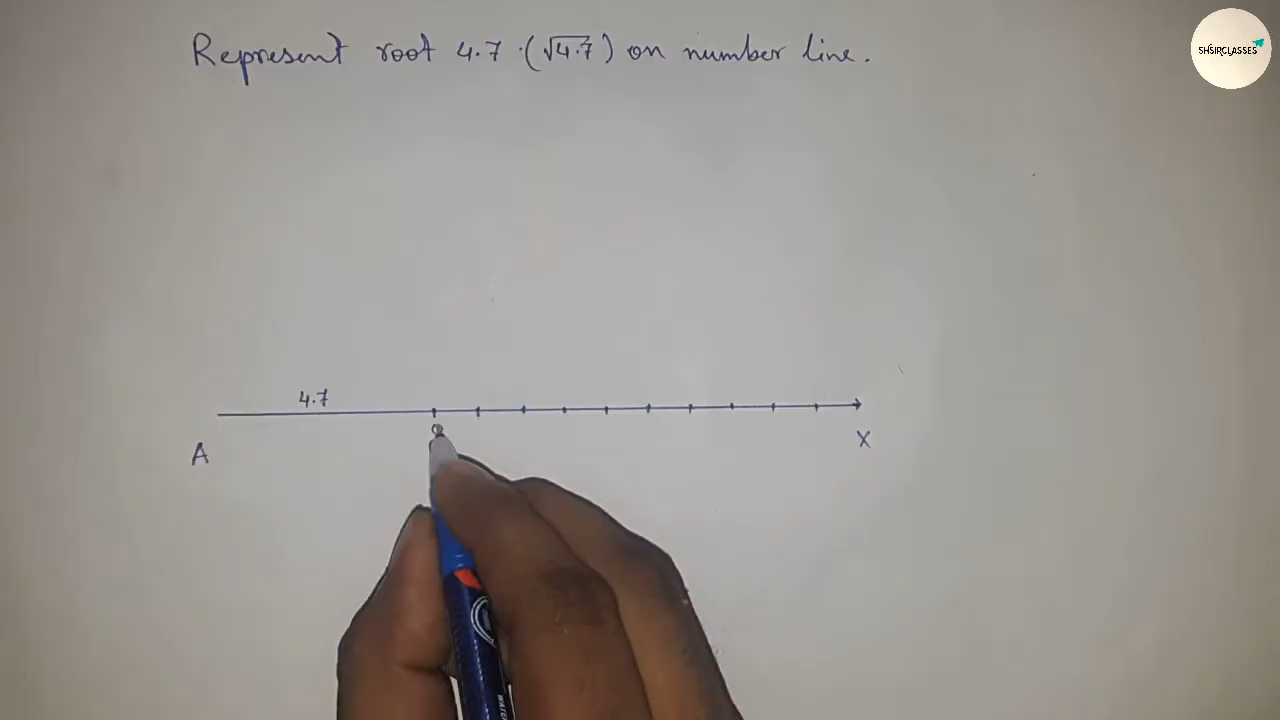 Represent root 4.7 (√4.7) on number line.
SHSIRCLASSES
4.7
A
X